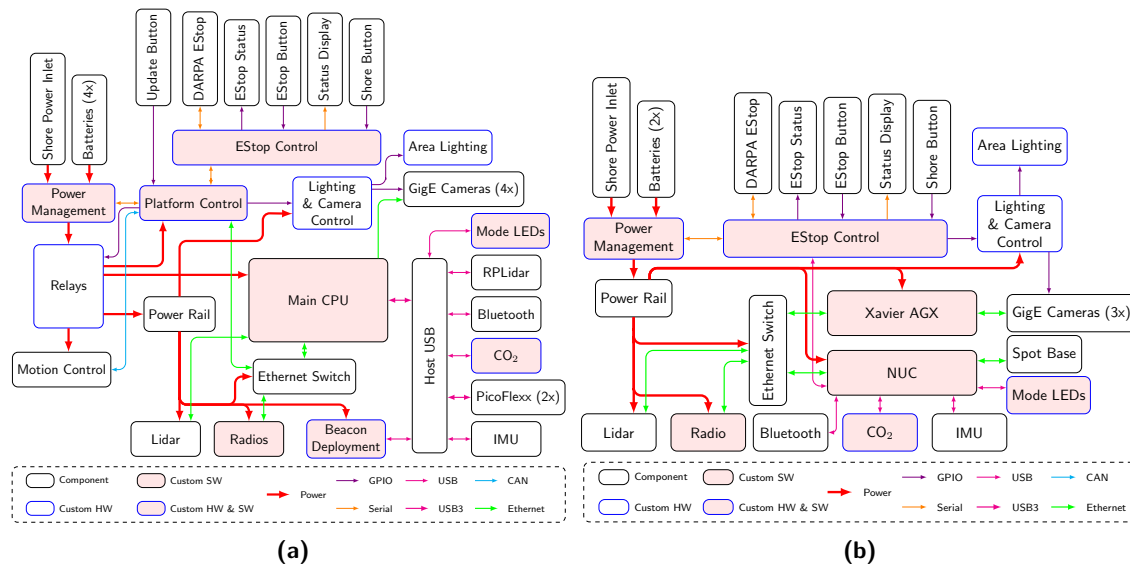 Shore Power Inlet
Batteries (4x)
Update Button
DARPA EStop
EStop Status
EStop Button
Status Display
Shore Button
EStop Control
Area Lighting
Power
Management
Platform Control
Lighting
& Camera
Control
GigE Cameras (4x)
Mode LEDs
Relays
Main CPU
RPLidar
Power Rail
Bluetooth
Host USB
Motion Control
Ethernet Switch
CO2
PicoFlexx (2x)
Lidar
Radios
Beacon
Deployment
IMU
Component
Custom SW
Power
GPIO
USB
CAN
Custom HW
Custom HW & SW
Serial
USB3
Ethernet
(a)
Shore Power Inlet
Batteries (2x)
DARPA EStop
EStop Status
EStop Button
Status Display
Shore Button
Area Lighting
Power
Management
EStop Control
Lighting
& Camera
Control
Power Rail
Ethernet Switch
Xavier AGX
GigE Cameras (3x)
NUC
Spot Base
Mode LEDs
Lidar
Radio
Bluetooth
CO2
IMU
Component
Custom SW
Power
GPIO
USB
CAN
Custom HW
Custom HW & SW
Serial
USB3
Ethernet
(b)